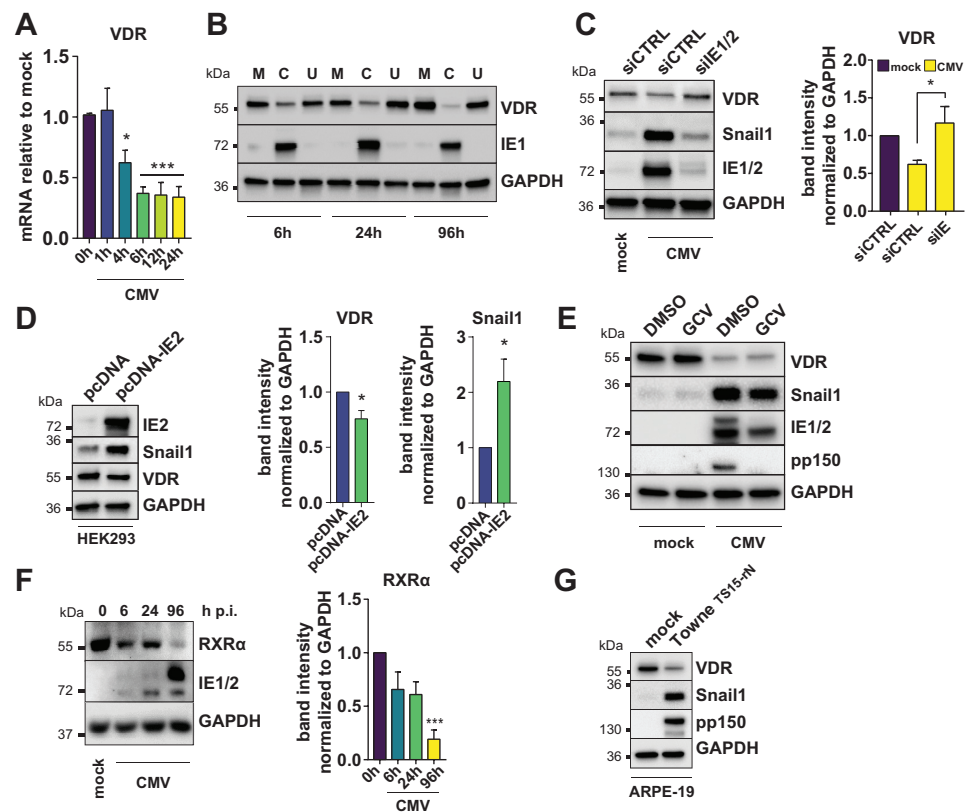 A
VDR
mRNA relative to mock
1.5
1.0
0.5
0.0
*
***
0h
1h
4h
6h
12h
24h
CMV
B
kDa
M C U M C U M C U
55
VDR
72
IE1
36
GAPDH
6h 24h 96h
C
siCTRL siCTRL siIE1/2
kDa
55
VDR
36
Snail1
72
IE1/2
36
GAPDH
mock
CMV
VDR
mock CMV
band intensity
normalized to GAPDH
2.0
1.5
1.0
0.5
0.0
*
siCTRL
siCTRL
siIE
D
pcDNA
pcDNA-IE2
kDa
72
IE2
36
Snail1
55
VDR
36
GAPDH
HEK293
VDR
band intensity
normalized to GAPDH
1.5
1.0
0.5
0.0
*
pcDNA
pcDNA-IE2
Snail1
band intensity
normalized to GAPDH
3
2
1
0
*
pcDNA
pcDNA-IE2
E
DMSO GCV DMSO GCV
kDa
55
VDR
36
Snail1
72
IE1/2
130
pp150
36
GAPDH
mock CMV
F
kDa 0 6 24 96 h p.i.
55
RXRα
72
IE1/2
37
GAPDH
mock
CMV
RXRα
band intensity
normalized to GAPDH
1.5
1.0
0.5
0.0
***
0h
6h
24h
96h
CMV
G
mock
Towne TS15-rN
kDa
55
VDR
36
Snail1
130
pp150
36
GAPDH
ARPE-19